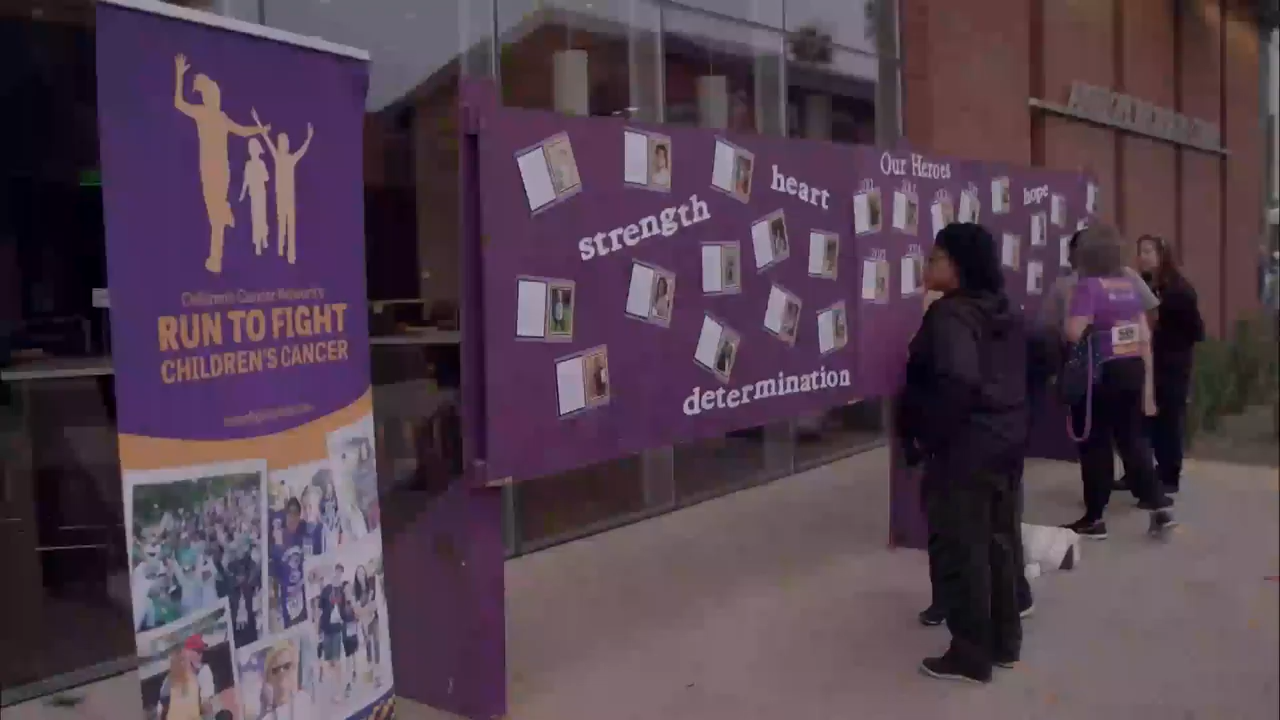 Children's Cancer Network's
RUN TO FIGHT
CHILDREN'S CANCER
strength
heart
determination
Our Heroes
hope